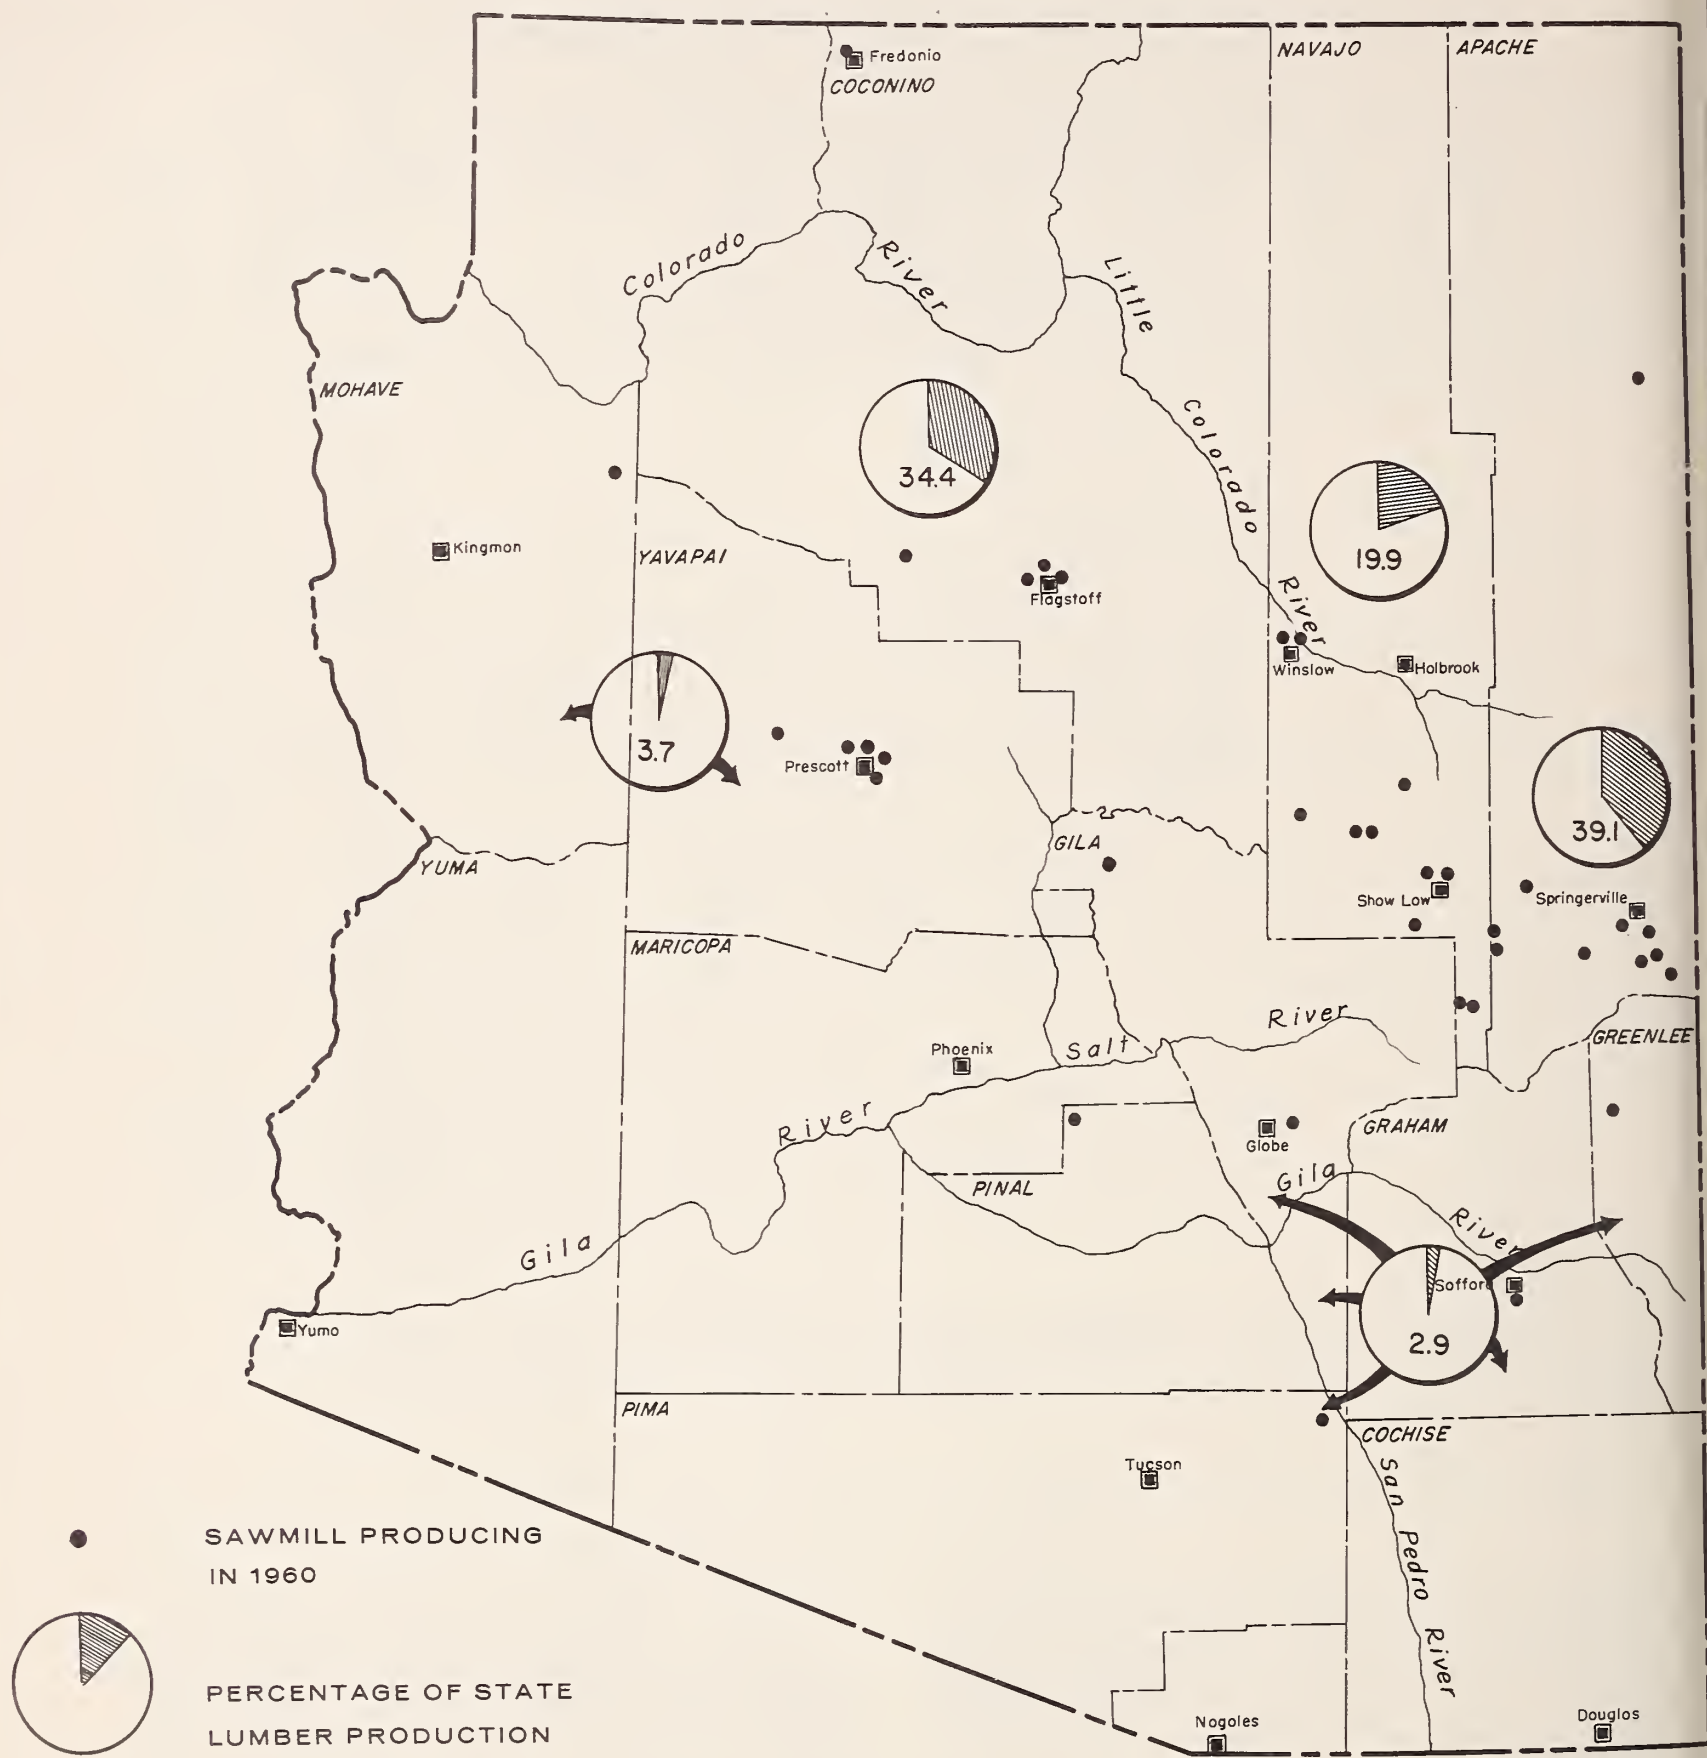 NAVAJO
APACHE
Fredonio
COCONINO
Colorado
River
Little
Colorado
River
MOHAVE
34.4
19.9
Kingmon
YAVAPAI
Flagstoff
Winslow
Holbrook
3.7
Prescott
39.1
GILA
YUMA
Show Low
Springerville
MARICOPA
River
GREENLEE
Phoenix
Salt
River
Globe
GRAHAM
PINAL
Gila
River
Gila
Sofford
2.9
Yumo
PIMA
COCHISE
Tucson
San Pedro River
SAWMILL PRODUCING
IN 1960
PERCENTAGE OF STATE
LUMBER PRODUCTION
Nogoles
Douglos